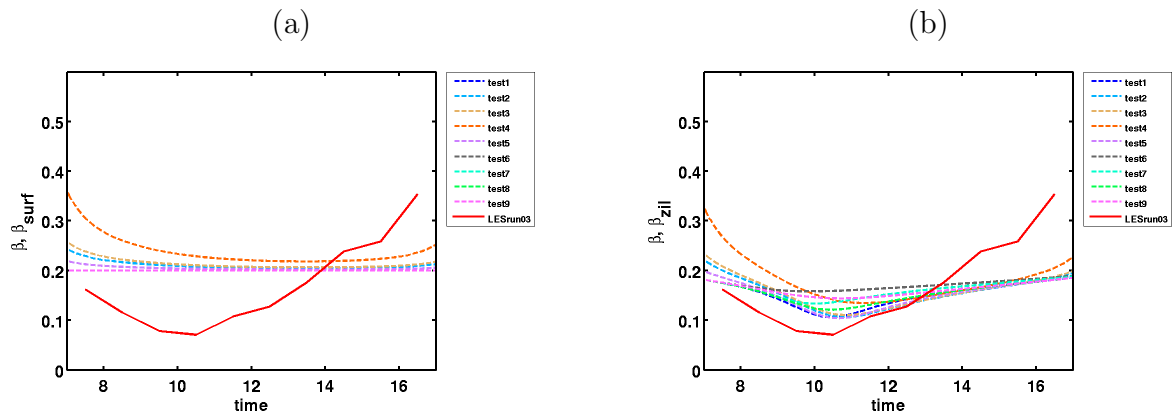 (a)
(b)
β, β_surf
0.5
0.4
0.3
0.2
0.1
0
8
10
12
14
16
time
test1
test2
test3
test4
test5
test6
test7
test8
test9
LESrun03
β, β_zil
0.5
0.4
0.3
0.2
0.1
0
8
10
12
14
16
time
test1
test2
test3
test4
test5
test6
test7
test8
test9
LESrun03